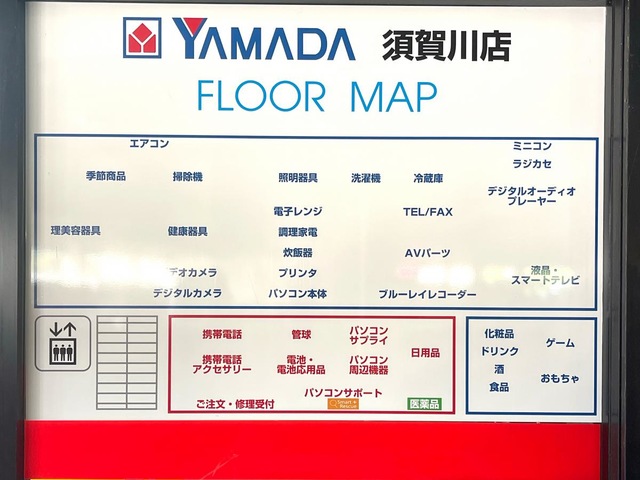 YAMADA 須賀川店
FLOOR MAP
エアコン
ミニコン
ラジカセ
季節商品 掃除機 照明器具 洗濯機 冷蔵庫
デジタルオーディオ
プレーヤー
電子レンジ TEL/FAX
理美容器具 健康器具 調理家電
炊飯器 AVパーツ
デオカメラ プリンタ
液晶・
スマートテレビ
デジタルカメラ パソコン本体 ブルーレイレコーダー
携帯電話 管球
パソコン
サプライ
日用品
携帯電話
アクセサリー
電池・
電池応用品
パソコン
周辺機器
パソコンサポート
ご注文・修理受付
Smart
Rescue
医薬品
化粧品
ドリンク
酒
食品
ゲーム
おもちゃ